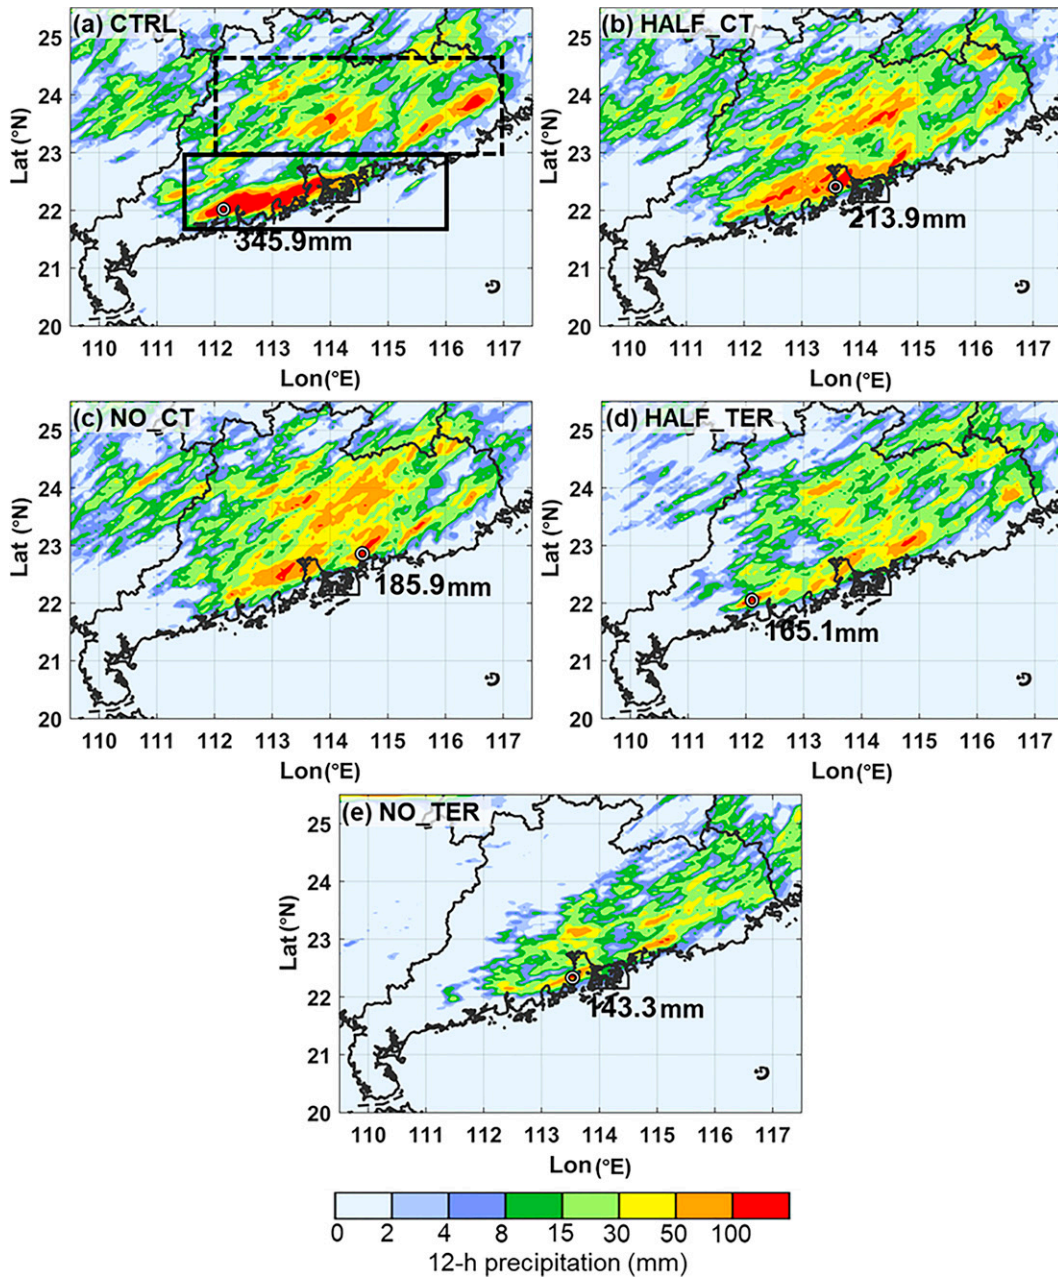 (a) CTRL
25
24
23
22
21
20
Lat (°N)
345.9mm
110 111 112 113 114 115 116 117
Lon(°E)
(b) HALF_CT
25
24
23
22
21
20
Lat (°N)
213.9mm
110 111 112 113 114 115 116 117
Lon(°E)
(c) NO_CT
25
24
23
22
21
20
Lat (°N)
185.9mm
110 111 112 113 114 115 116 117
Lon(°E)
(d) HALF_TER
25
24
23
22
21
20
Lat (°N)
165.1mm
110 111 112 113 114 115 116 117
Lon(°E)
(e) NO_TER
25
24
23
22
21
20
Lat (°N)
143.3mm
110 111 112 113 114 115 116 117
Lon(°E)
0 2 4 8 15 30 50 100
12-h precipitation (mm)